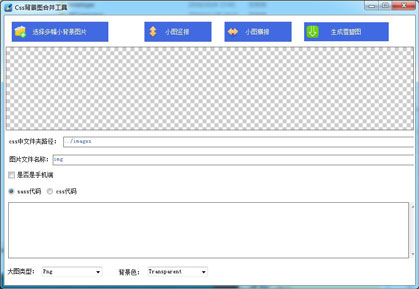 Css背景图合并工具
选择多幅小背景图片
小图竖排
小图横排
生成雪碧图
css中文件夹路径: ../images
图片文件名称: img
是否是手机端
sass代码 css代码
大图类型: Png 背景色: Transparent